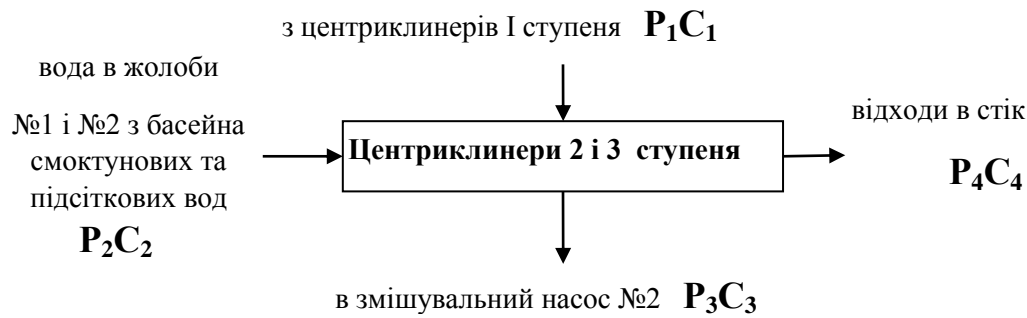 з центриклинерів І ступеня P₁C₁
вода в жолоби
№1 і №2 з басейна
смоктунових та
підсіткових вод
P₂C₂
Центриклинери 2 і 3 ступеня
відходи в стік
P₄C₄
в змішувальний насос №2 P₃C₃